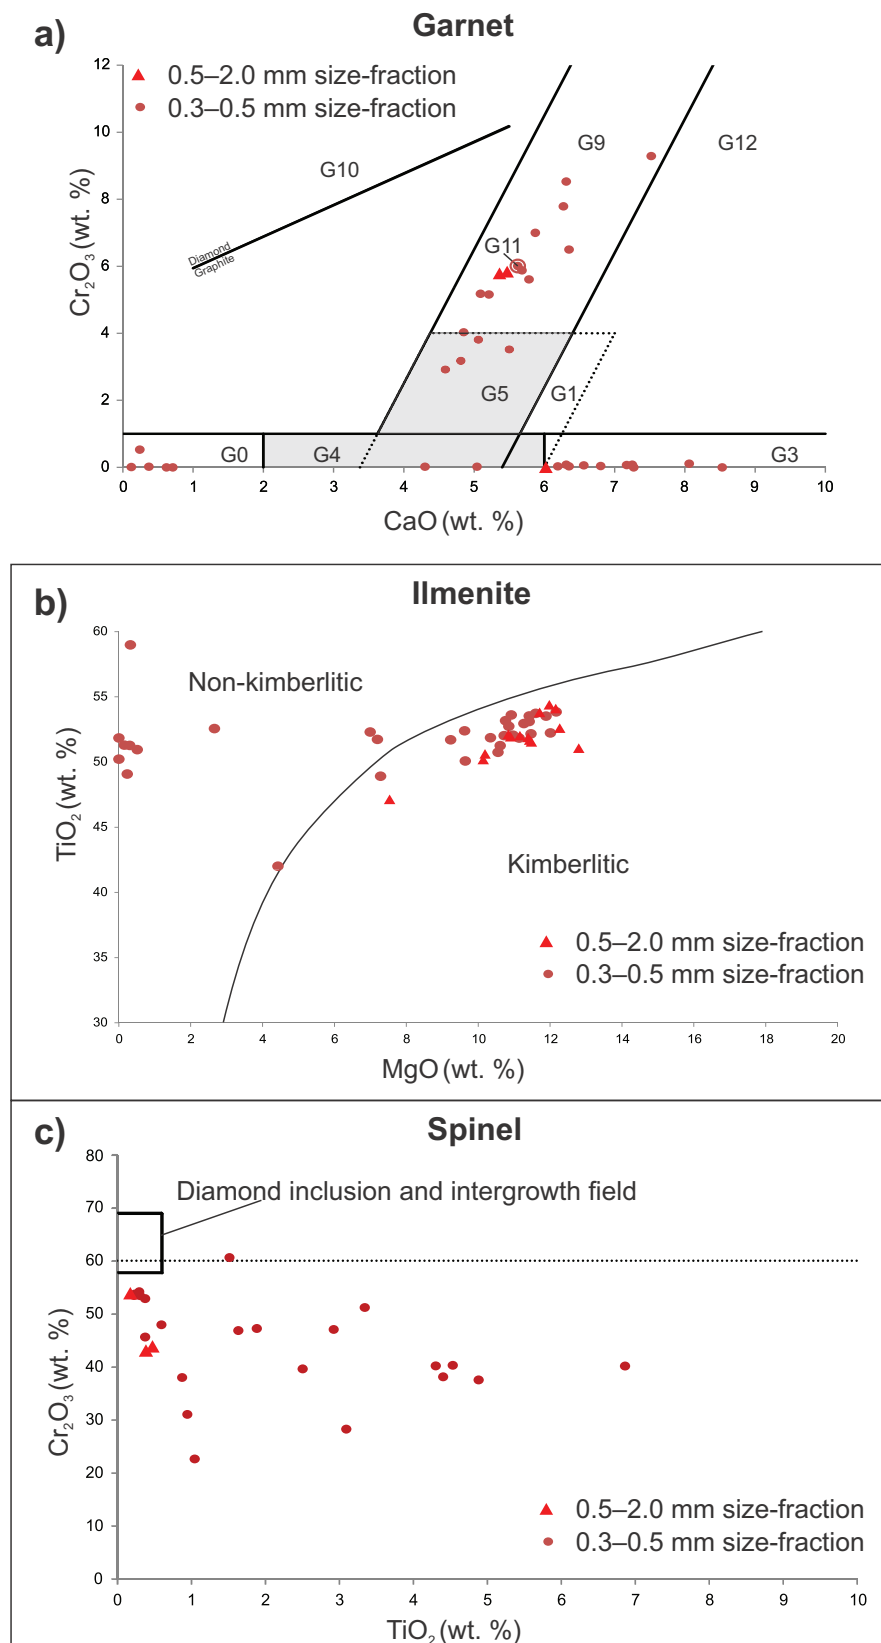 a)
Garnet
0.5–2.0 mm size-fraction
0.3–0.5 mm size-fraction
Cr₂O₃ (wt. %)
12
10
8
6
4
2
0
G10
G9
G12
Diamond
Graphite
G11
G5
G1
G0
G4
G3
0 1 2 3 4 5 6 7 8 9 10
CaO (wt. %)
b)
Ilmenite
TiO₂ (wt. %)
60
55
50
45
40
35
30
Non-kimberlitic
Kimberlitic
0.5–2.0 mm size-fraction
0.3–0.5 mm size-fraction
0 2 4 6 8 10 12 14 16 18 20
MgO (wt. %)
c)
Spinel
Cr₂O₃ (wt. %)
80
70
60
50
40
30
20
10
0
Diamond inclusion and intergrowth field
0.5–2.0 mm size-fraction
0.3–0.5 mm size-fraction
0 1 2 3 4 5 6 7 8 9 10
TiO₂ (wt. %)